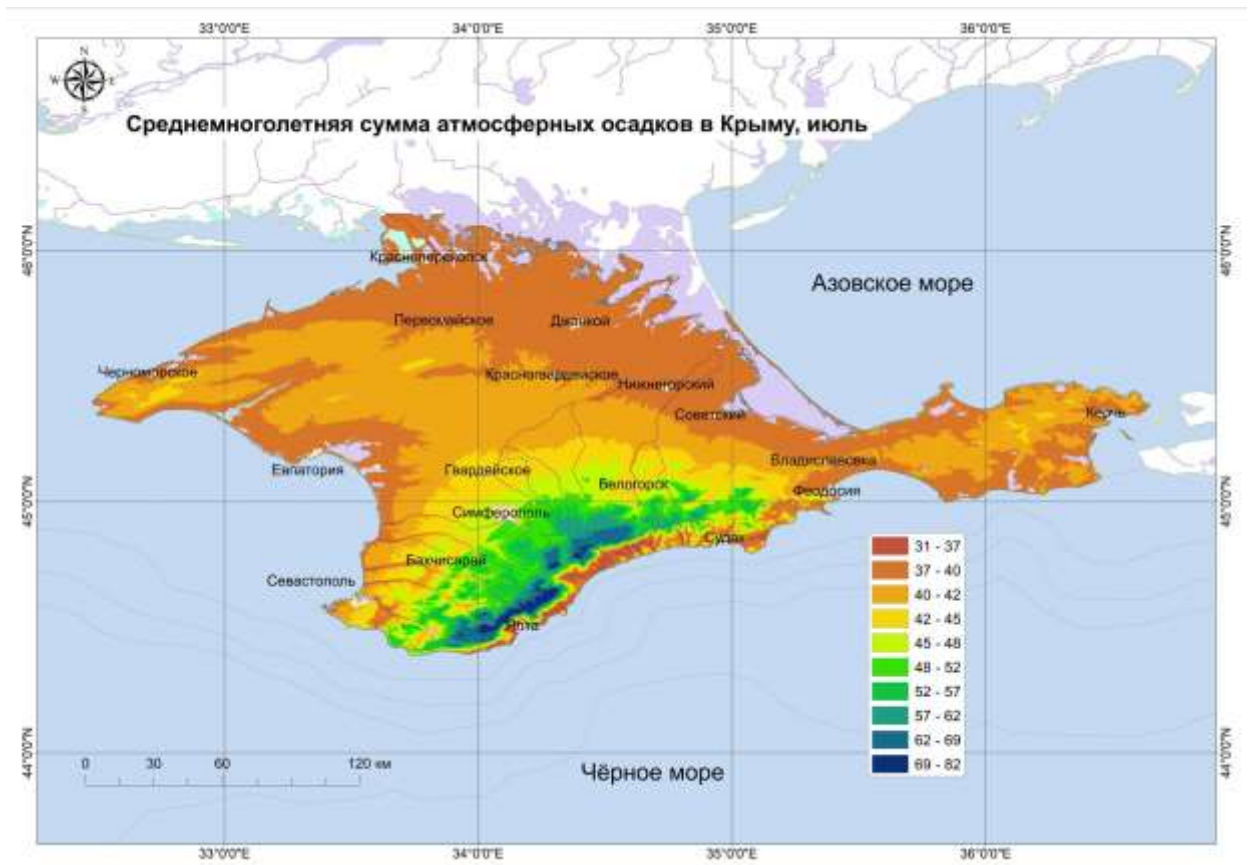 33°0'0"E 34°0'0"E 35°0'0"E 36°0'0"E
N
W E
S
Среднемноголетняя сумма атмосферных осадков в Крыму, июль
46°0'0"N 46°0'0"N
Красноперекопск
Азовское море
Первомайское Джанкой
Черноморское Красногвардейское
Нижнегорский
Советский Керчь
Евпатория Гвардейское Владиславовка
Белогорск Феодория
45°0'0"N 45°0'0"N
Симферополь
Судак
31 - 37
Бахчисарай
37 - 40
Севастополь
40 - 42
42 - 45
Ялта
45 - 48
48 - 52
52 - 57
57 - 62
62 - 69
69 - 82
44°0'0"N 44°0'0"N
0 30 60 120 км
Чёрное море
33°0'0"E 34°0'0"E 35°0'0"E 36°0'0"E